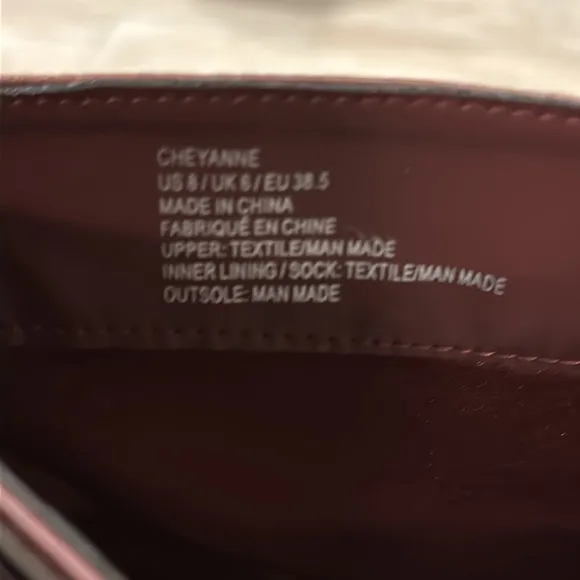 CHEYANNE
US 8 / UK 6 / EU 38.5
MADE IN CHINA
FABRIQUÉ EN CHINE
UPPER: TEXTILE/MAN MADE
INNER LINING / SOCK: TEXTILE/MAN MADE
OUTSOLE: MAN MADE